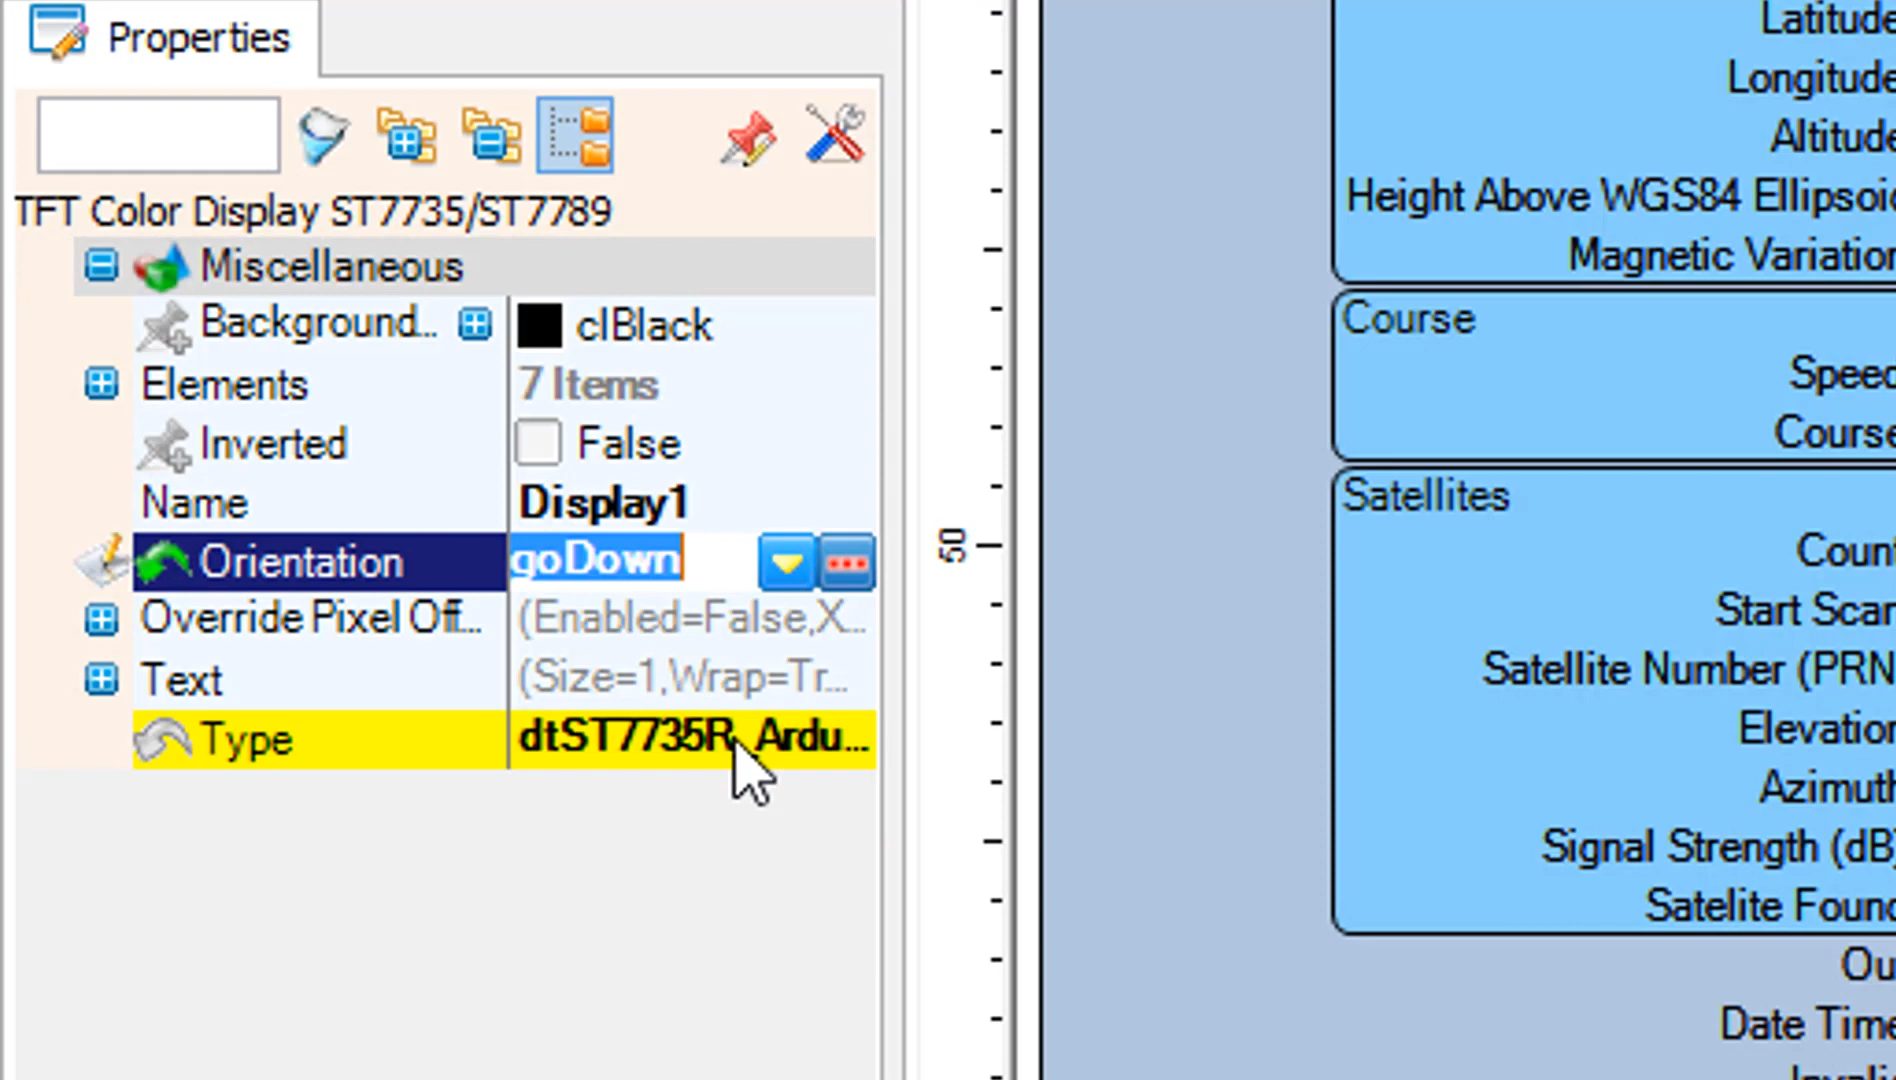 Properties
TFT Color Display ST7735/ST7789
Miscellaneous
Background... clBlack
Elements 7 Items
Inverted False
Name Display1
Orientation goDown
Override Pixel Off... (Enabled=False,X...
Text (Size=1,Wrap=Tr...
Type dtST7735R_Ardu...
50
Latitude
Longitude
Altitude
Height Above WGS84 Ellipsoid
Magnetic Variation
Course
Speed
Course
Satellites
Count
Start Scan
Satellite Number (PRN
Elevation
Azimuth
Signal Strength (dB)
Satelite Found
Ou
Date Time